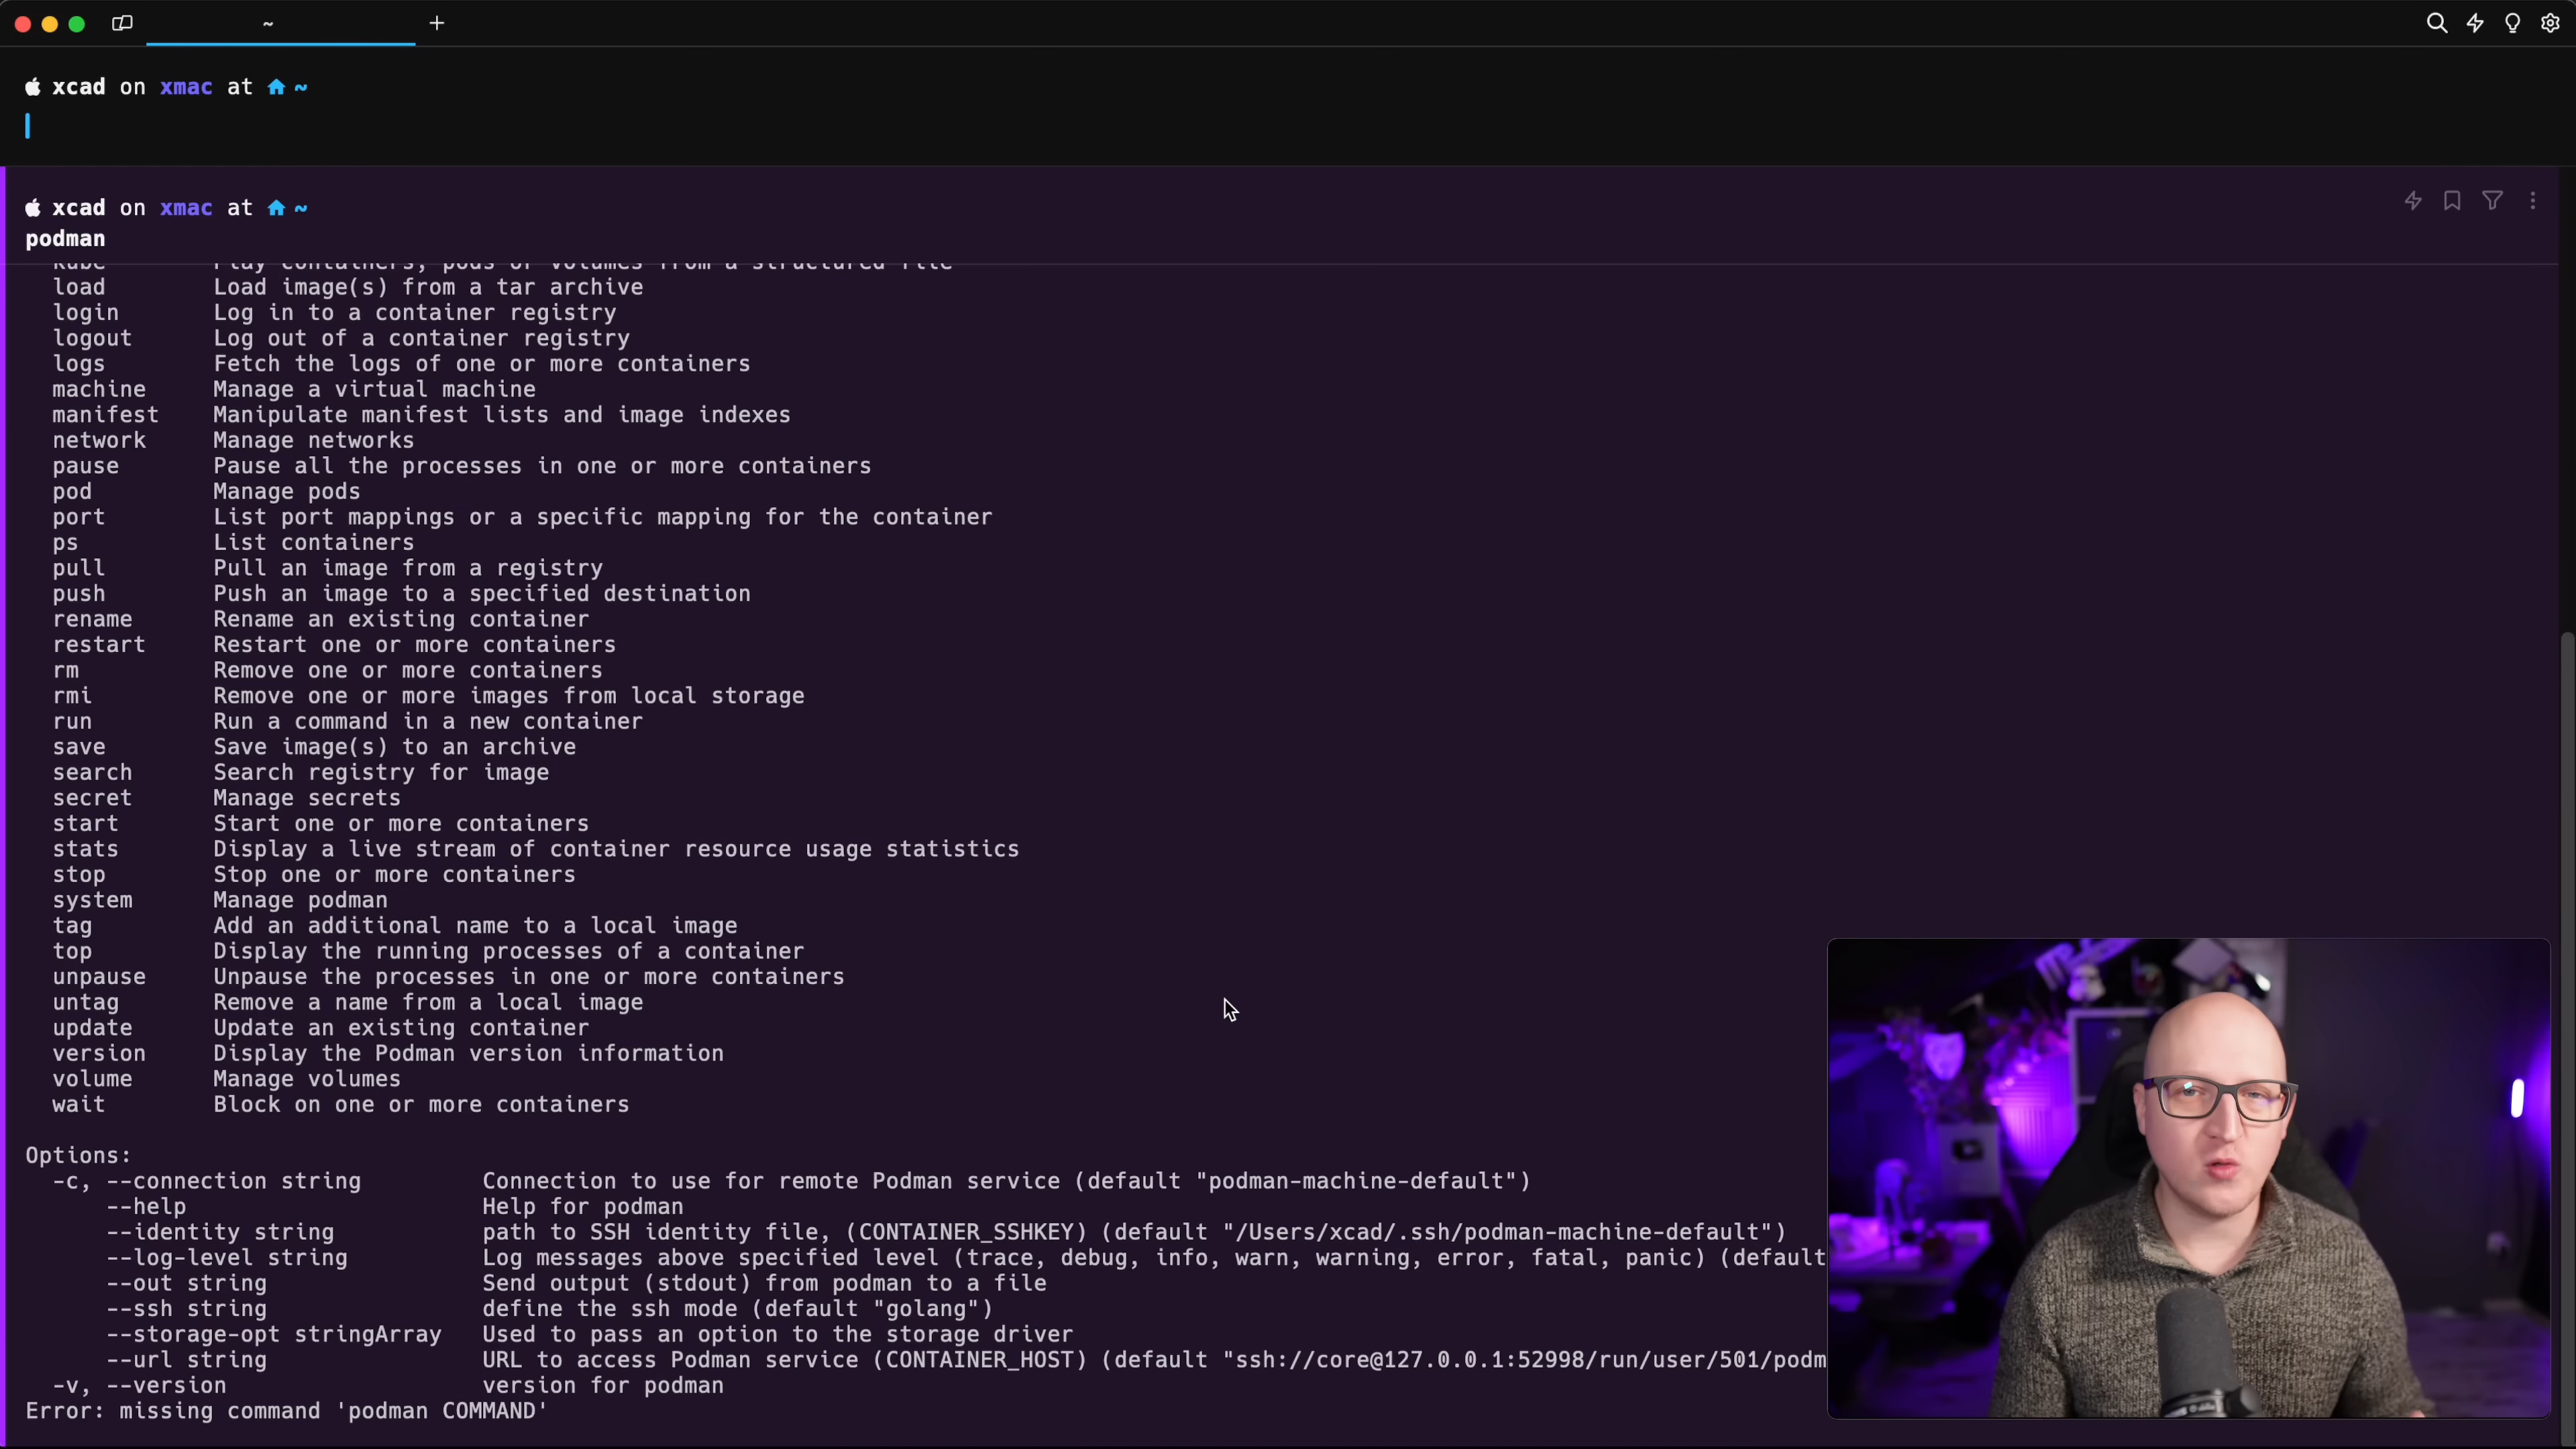 ~
xcad on xmac at ~
xcad on xmac at ~
podman
kube Play containers, pods or volumes from a structured file
load Load image(s) from a tar archive
login Log in to a container registry
logout Log out of a container registry
logs Fetch the logs of one or more containers
machine Manage a virtual machine
manifest Manipulate manifest lists and image indexes
network Manage networks
pause Pause all the processes in one or more containers
pod Manage pods
port List port mappings or a specific mapping for the container
ps List containers
pull Pull an image from a registry
push Push an image to a specified destination
rename Rename an existing container
restart Restart one or more containers
rm Remove one or more containers
rmi Remove one or more images from local storage
run Run a command in a new container
save Save image(s) to an archive
search Search registry for image
secret Manage secrets
start Start one or more containers
stats Display a live stream of container resource usage statistics
stop Stop one or more containers
system Manage podman
tag Add an additional name to a local image
top Display the running processes of a container
unpause Unpause the processes in one or more containers
untag Remove a name from a local image
update Update an existing container
version Display the Podman version information
volume Manage volumes
wait Block on one or more containers
Options:
-c, --connection string Connection to use for remote Podman service (default "podman-machine-default")
--help Help for podman
--identity string path to SSH identity file, (CONTAINER_SSHKEY) (default "/Users/xcad/.ssh/podman-machine-default")
--log-level string Log messages above specified level (trace, debug, info, warn, warning, error, fatal, panic) (default
--out string Send output (stdout) from podman to a file
--ssh string define the ssh mode (default "golang")
--storage-opt stringArray Used to pass an option to the storage driver
--url string URL to access Podman service (CONTAINER_HOST) (default "ssh://core@127.0.0.1:52998/run/user/501/podm
-v, --version version for podman
Error: missing command 'podman COMMAND'